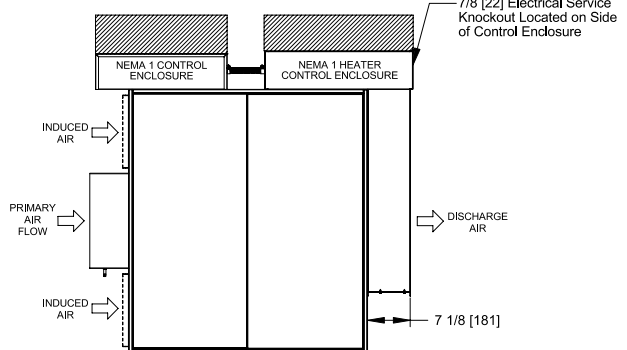 7/8 [22] Electrical Service
Knockout Located on Side
of Control Enclosure
NEMA 1 CONTROL
ENCLOSURE
NEMA 1 HEATER
CONTROL ENCLOSURE
INDUCED
AIR
PRIMARY
AIR
FLOW
DISCHARGE
AIR
INDUCED
AIR
7 1/8 [181]